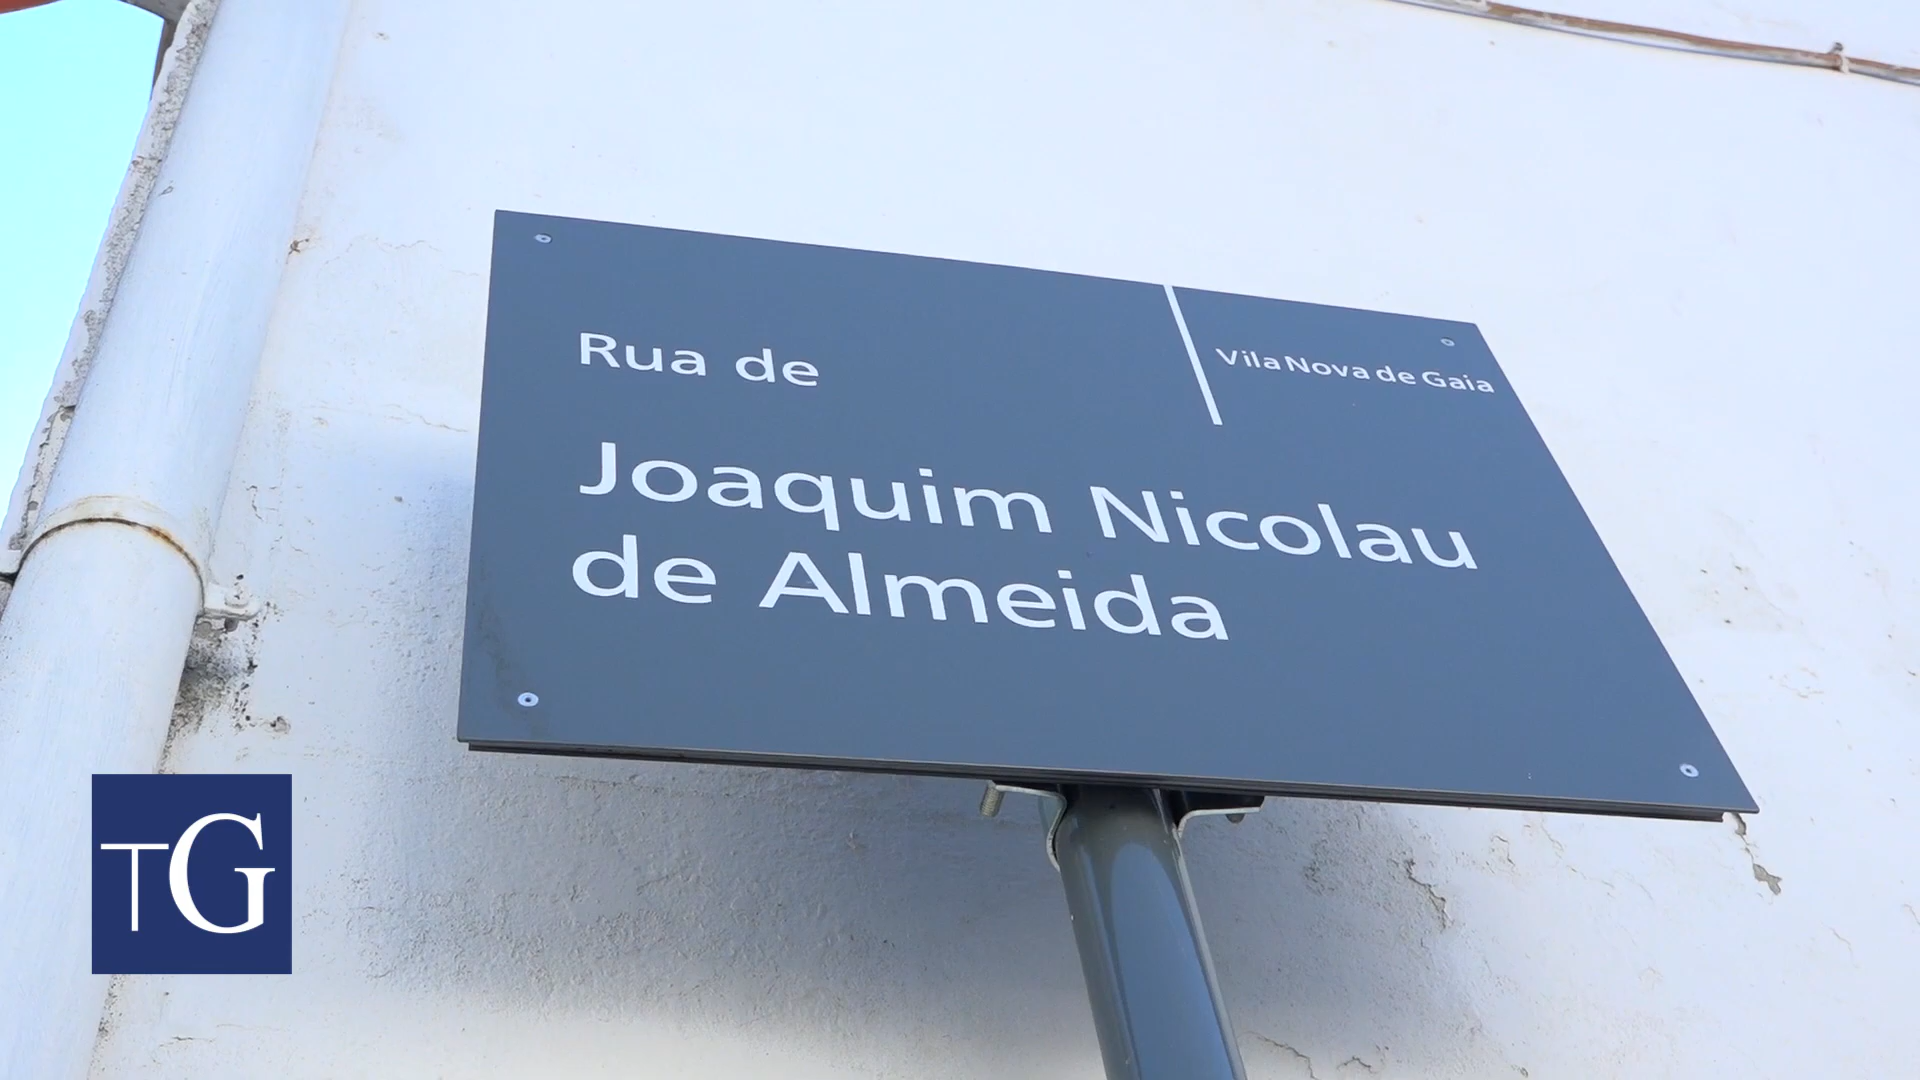 Rua de
Vila Nova de Gaia
Joaquim Nicolau
de Almeida
TG